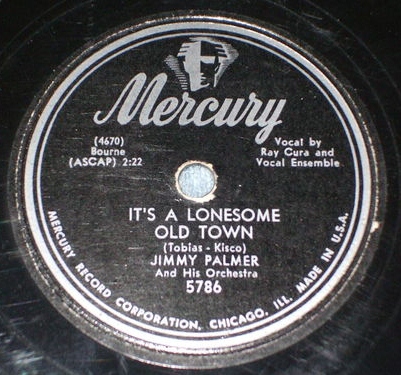 Mercury
(4670)
Bourne
(ASCAP) 2:22
Vocal by
Ray Cura and
Vocal Ensemble
IT'S A LONESOME
OLD TOWN
(Tobias - Kisco)
JIMMY PALMER
And His Orchestra
5786
MERCURY RECORD CORPORATION, CHICAGO, ILL. MADE IN U.S.A.